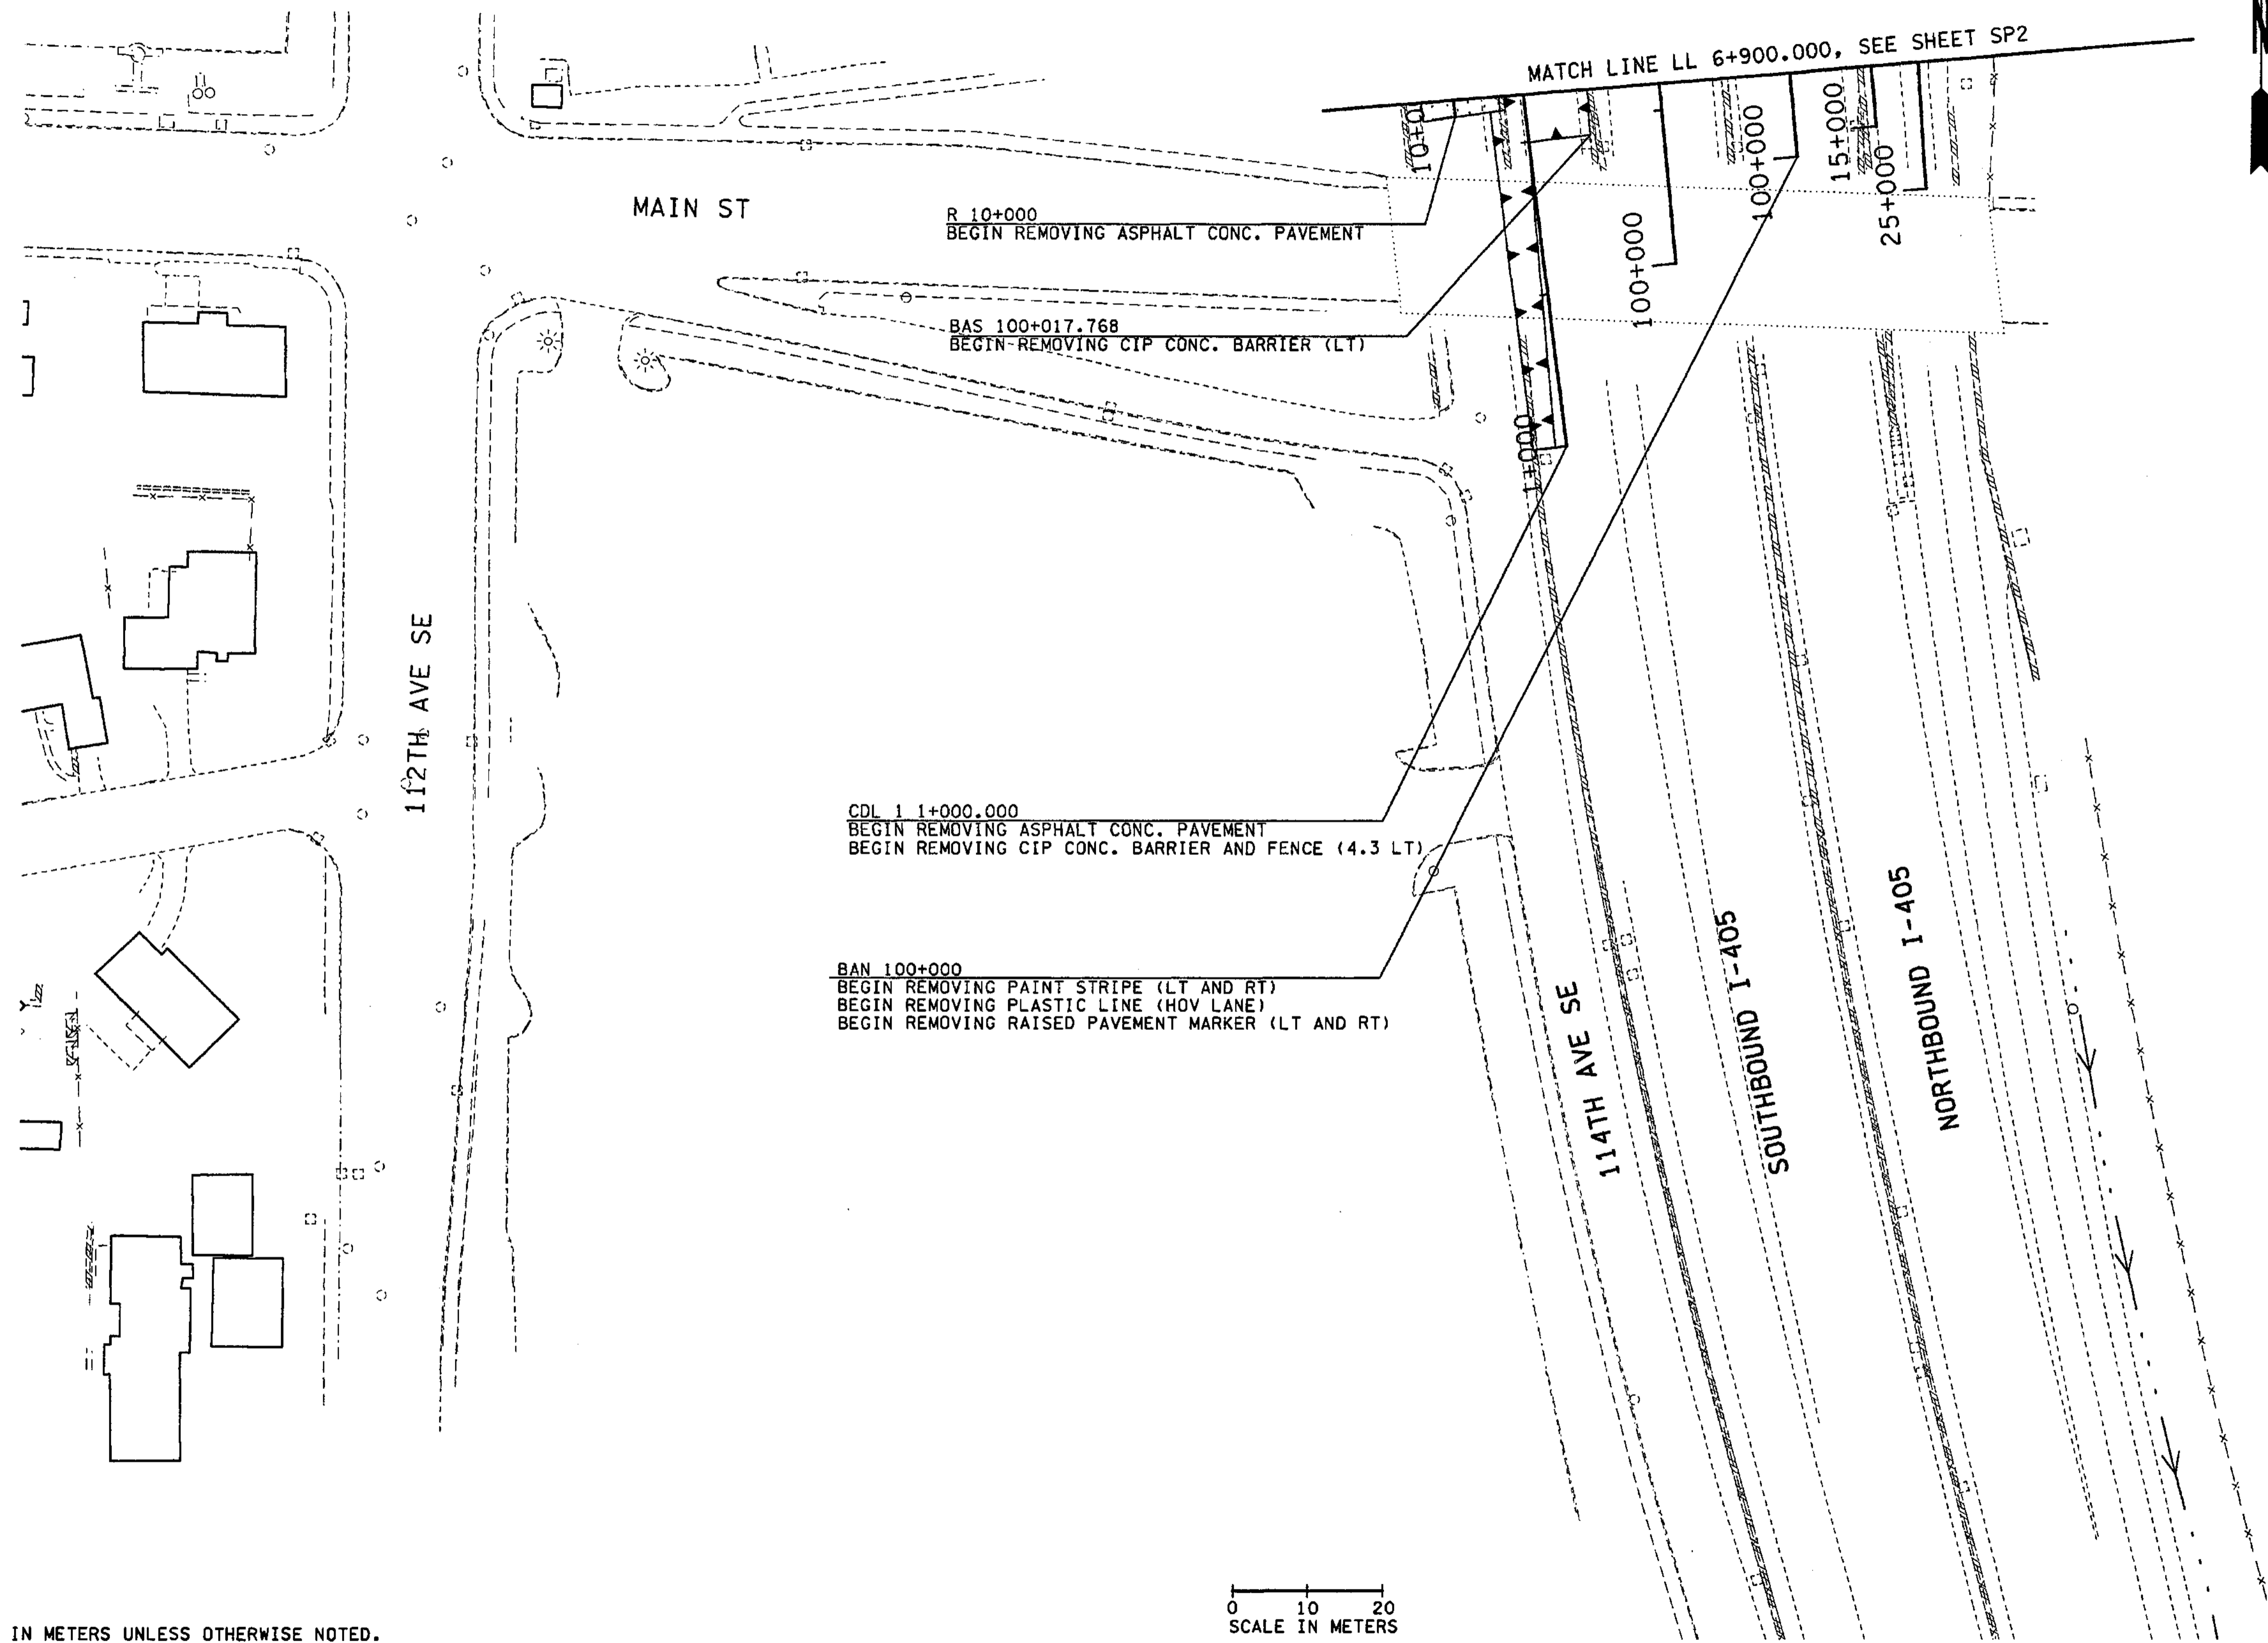 MATCH LINE LL 6+900.000, SEE SHEET SP2
10+0
100+000
15+000
25+000
100+000
1+000
MAIN ST
R 10+000
BEGIN REMOVING ASPHALT CONC. PAVEMENT
BAS 100+017.768
BEGIN REMOVING CIP CONC. BARRIER (LT)
112TH AVE SE
CDL 1 1+000.000
BEGIN REMOVING ASPHALT CONC. PAVEMENT
BEGIN REMOVING CIP CONC. BARRIER AND FENCE (4.3 LT)
BAN 100+000
BEGIN REMOVING PAINT STRIPE (LT AND RT)
BEGIN REMOVING PLASTIC LINE (HOV LANE)
BEGIN REMOVING RAISED PAVEMENT MARKER (LT AND RT)
114TH AVE SE
SOUTHBOUND I-405
NORTHBOUND I-405
0 10 20
SCALE IN METERS
IN METERS UNLESS OTHERWISE NOTED.